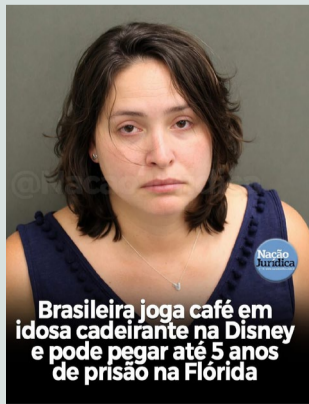 Nação
Jurídica
Brasileira joga café em
idosa cadeirante na Disney
e pode pegar até 5 anos
de prisão na Flórida